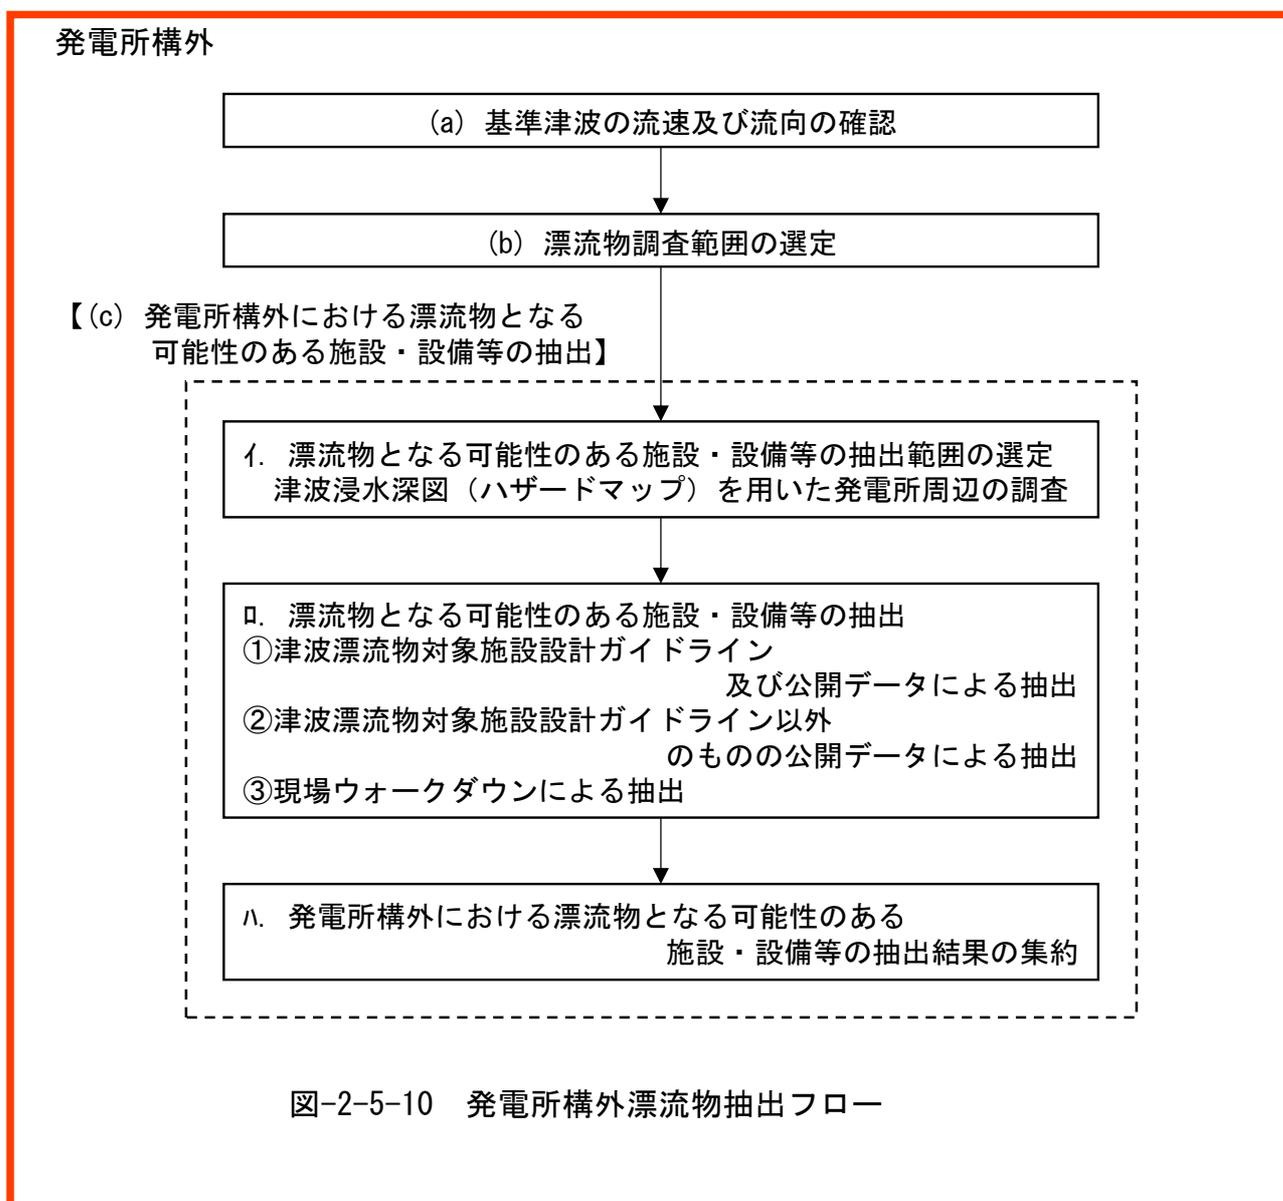 発電所構外
(a) 基準津波の流速及び流向の確認
(b) 漂流物調査範囲の選定
【(c) 発電所構外における漂流物となる
可能性のある施設・設備等の抽出】
ｲ. 漂流物となる可能性のある施設・設備等の抽出範囲の選定
津波浸水深図（ハザードマップ）を用いた発電所周辺の調査
ﾛ. 漂流物となる可能性のある施設・設備等の抽出
①津波漂流物対象施設設計ガイドライン
及び公開データによる抽出
②津波漂流物対象施設設計ガイドライン以外
のものの公開データによる抽出
③現場ウォークダウンによる抽出
ﾊ. 発電所構外における漂流物となる可能性のある
施設・設備等の抽出結果の集約
図-2-5-10　発電所構外漂流物抽出フロー